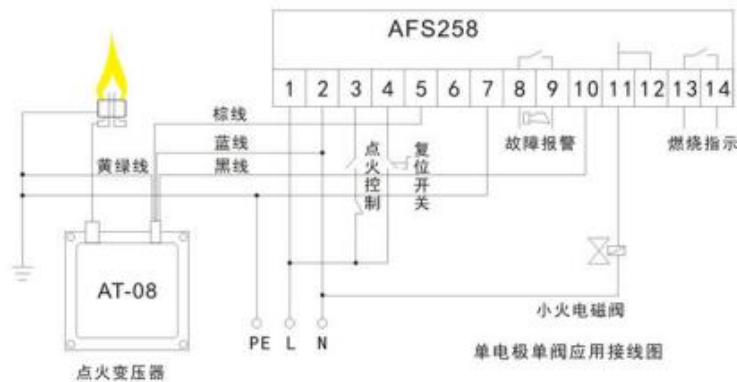 AFS258
1 2 3 4 5 6 7 8 9 10 11 12 13 14
棕线
蓝线
黄绿线
黑线
点火控制
复位开关
故障报警
燃烧指示
AT-08
小火电磁阀
PE L N
单电极单阀应用接线图
点火变压器